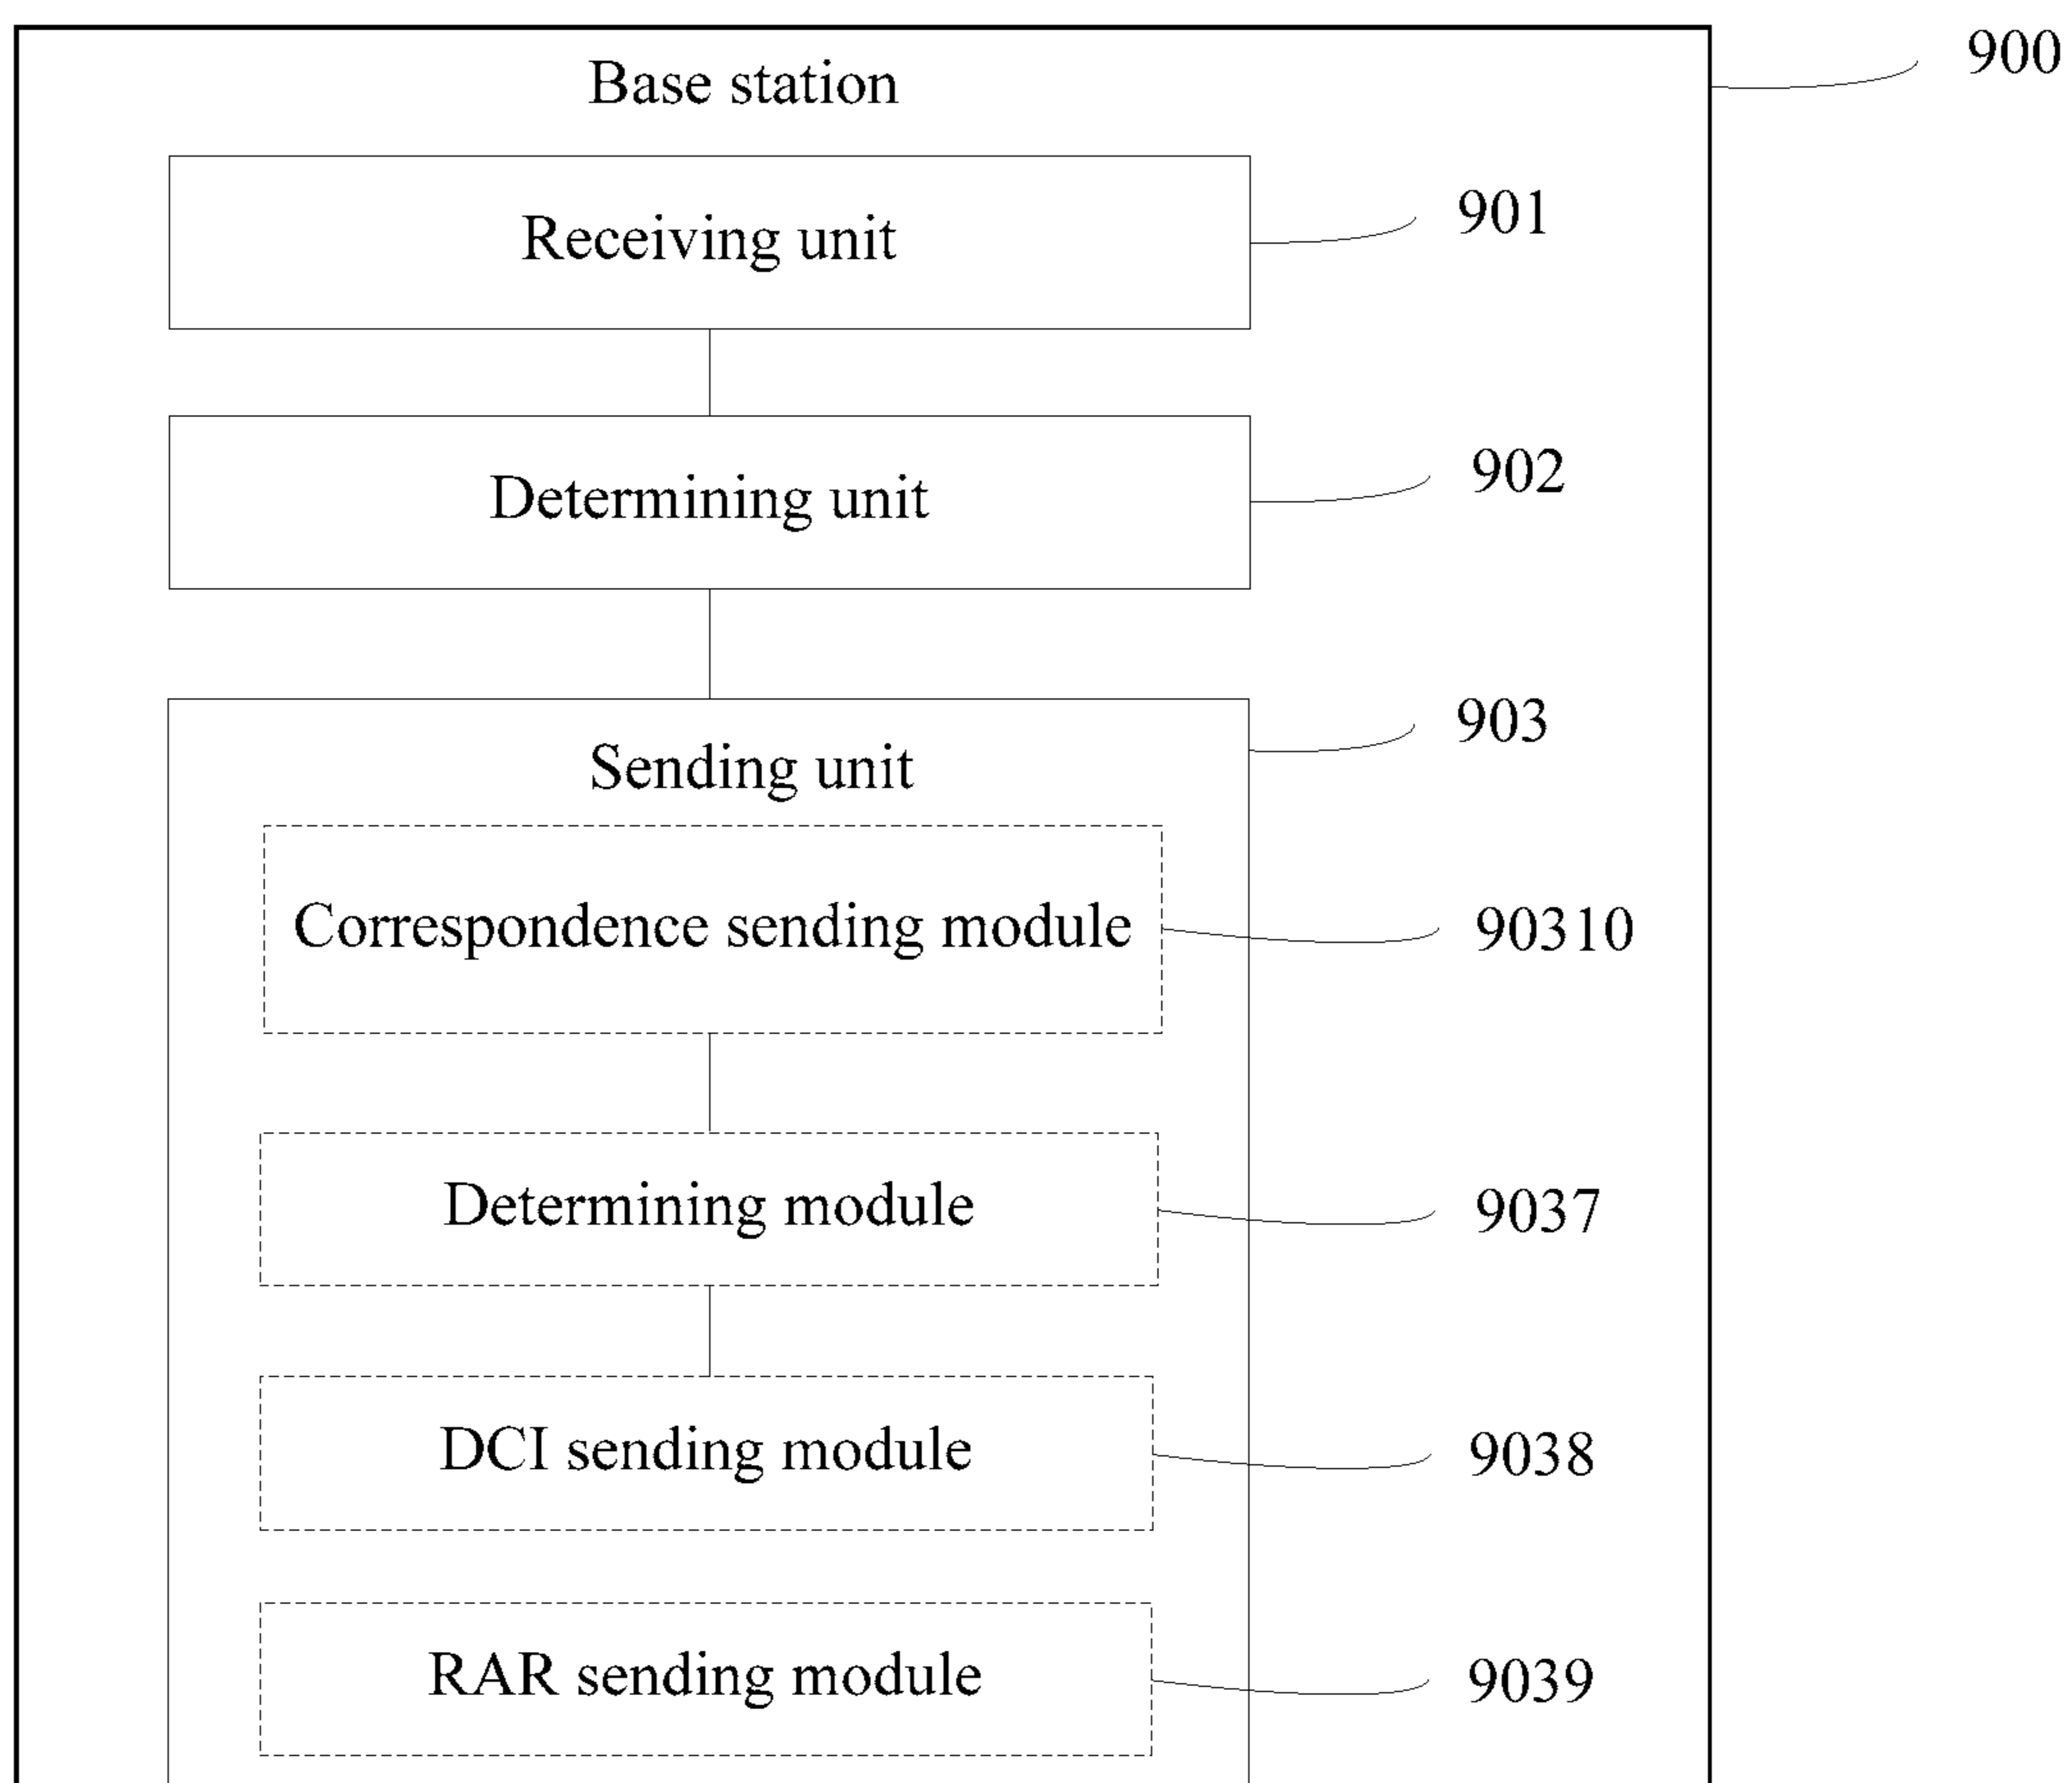 Base station
900
Receiving unit
901
Determining unit
902
Sending unit
903
Correspondence sending module
90310
Determining module
9037
DCI sending module
9038
RAR sending module
9039